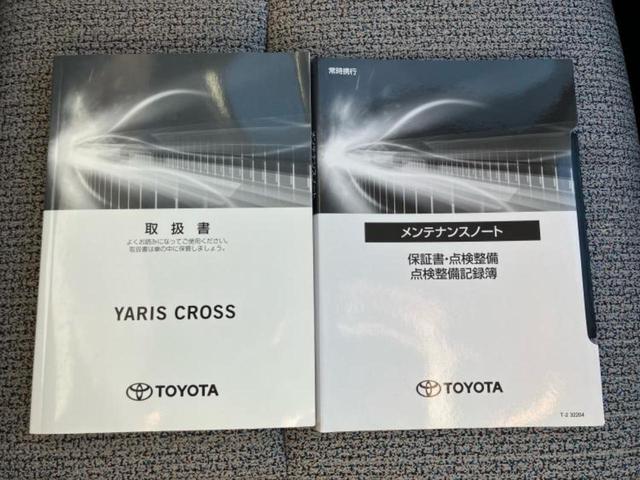 取扱書
よくお読みになってご使用ください。
取扱書は車の中に保管しましょう。
YARIS CROSS
TOYOTA
常時携行
メンテナンスノート
保証書・点検整備
点検整備記録簿
TOYOTA
T-2 32204